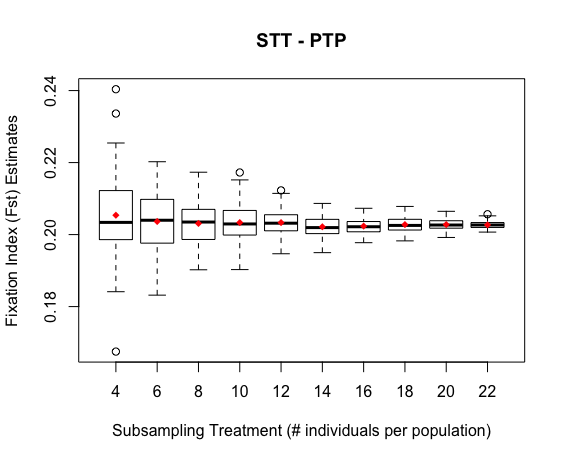 STT - PTP
Fixation Index (Fst) Estimates
0.24
0.22
0.20
0.18
4 6 8 10 12 14 16 18 20 22
Subsampling Treatment (# individuals per population)